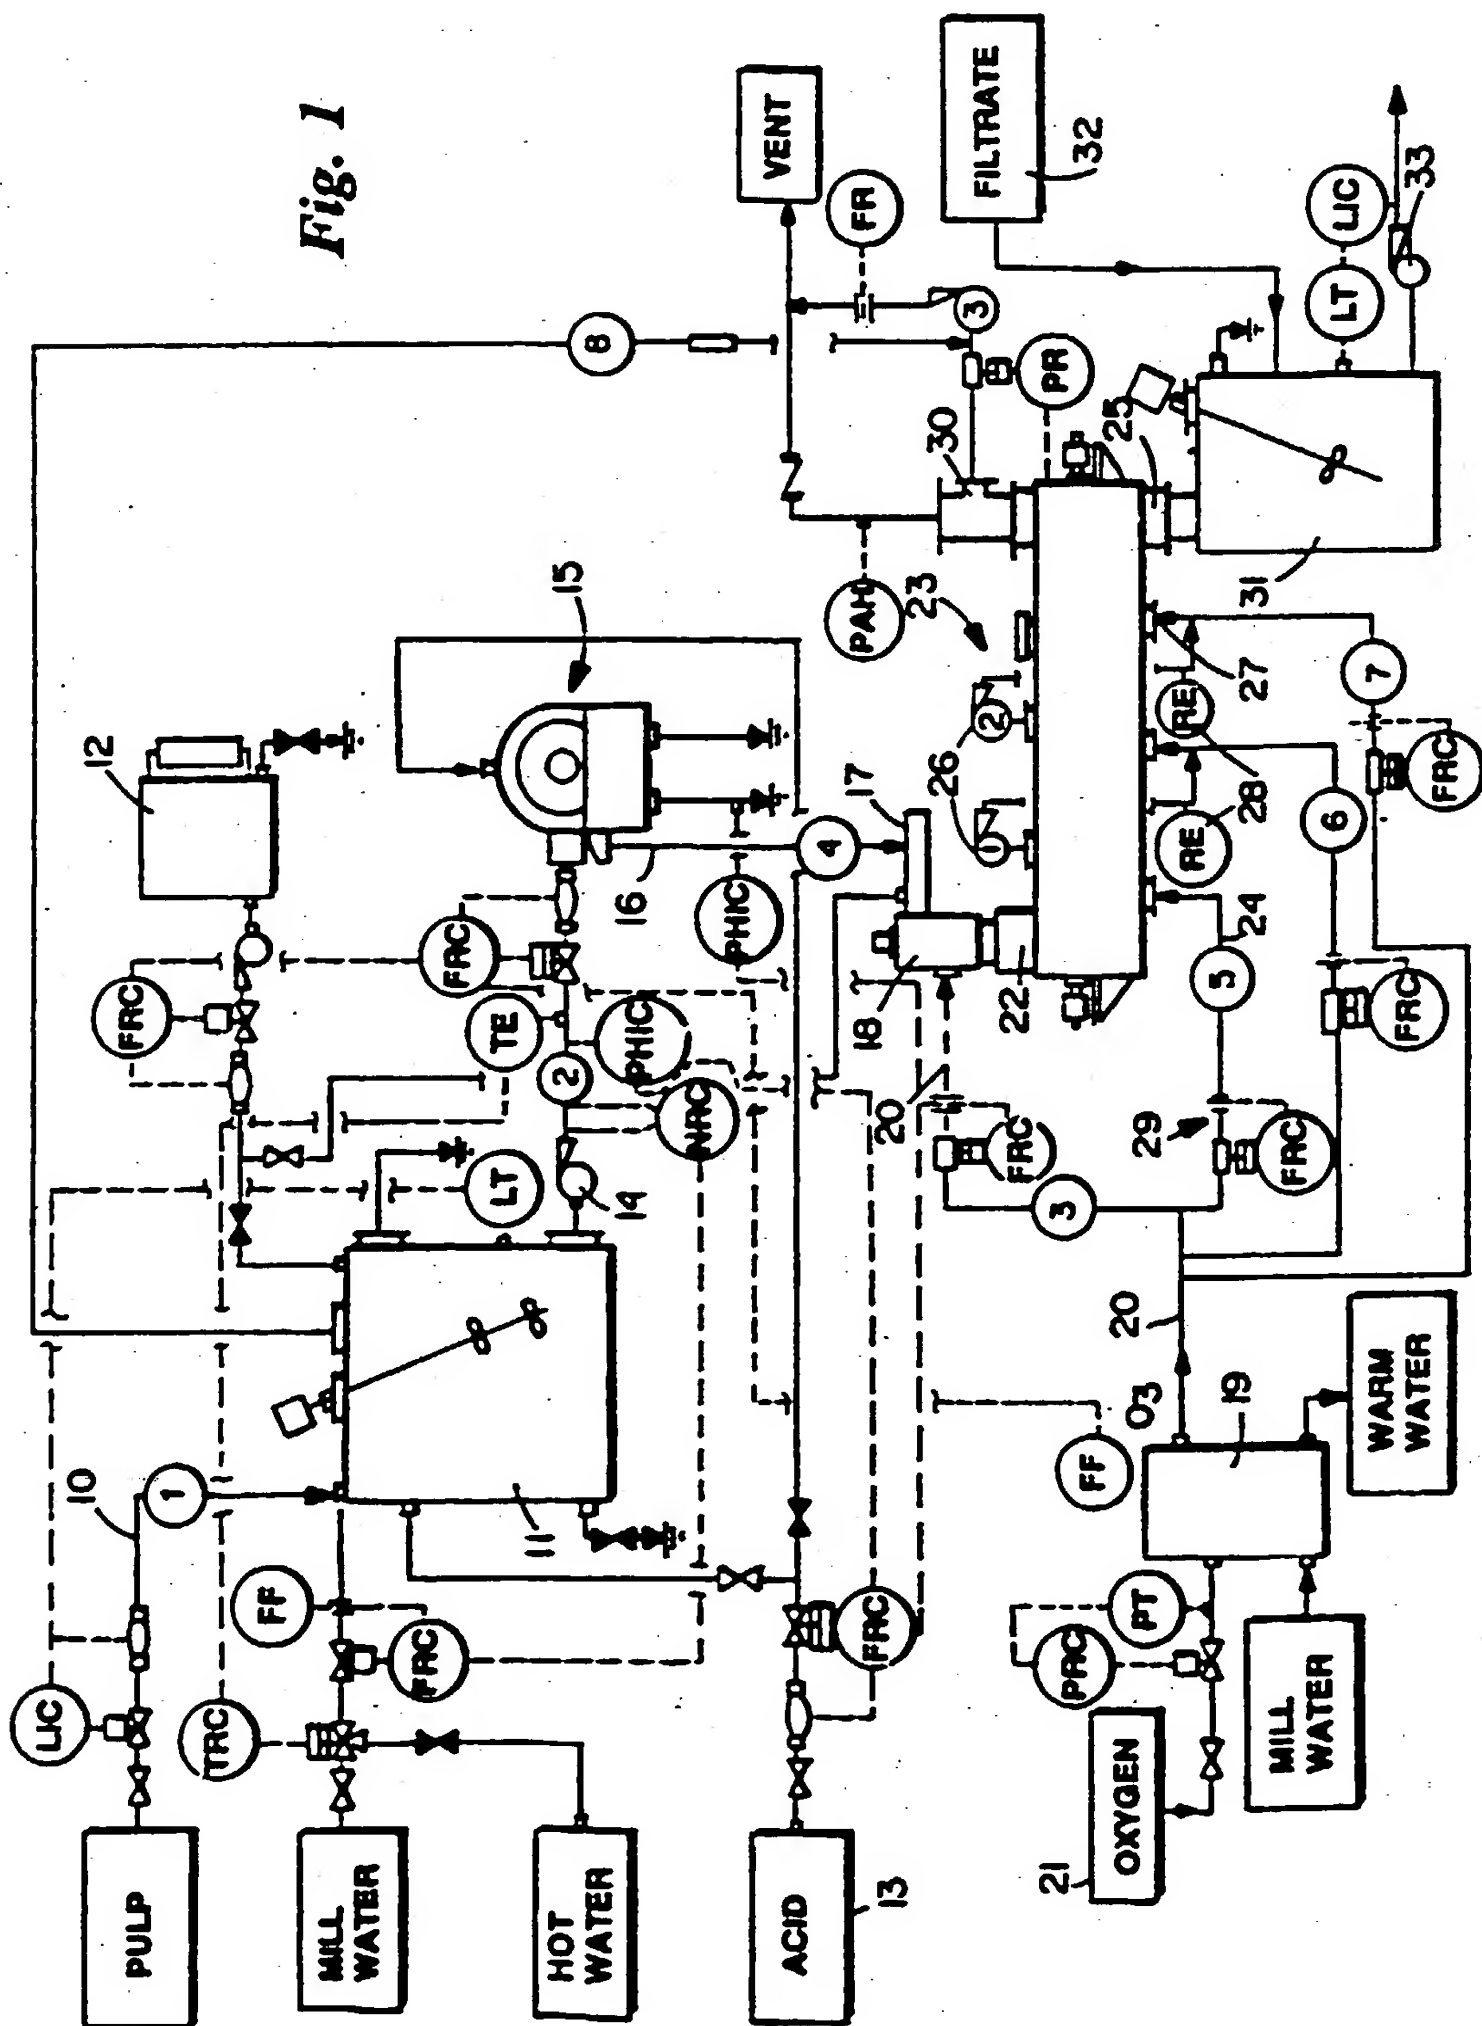 Fig. 1
LIC
10
12
PULP
FRC
1
TRC
FF
MILL
WATER
FRC
FRC
8
LT
TE
11
HOT
WATER
2
15
14
16
PHIC
NRC
PHIC
VENT
ACID
4
PAH
FR
FRC
18
13
20
17
26
23
30
3
FILTRATE
1
2
22
FRC
PR
21
3
PRC
32
FF
25
OXYGEN
PT
O3
20
29
RE
RE
5
19
24
28
27
31
MILL
WATER
FRC
6
LT
LIC
7
WARM
WATER
FRC
33
FRC